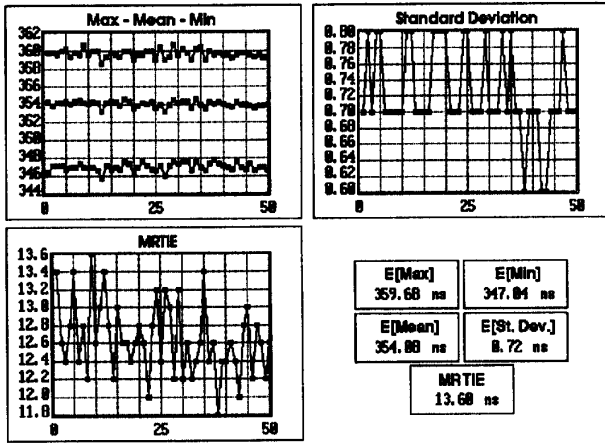 Max - Mean - Min
362
360
358
356
354
352
350
348
346
344
0 25 50
Standard Deviation
0.80
0.78
0.76
0.74
0.72
0.70
0.68
0.66
0.64
0.62
0.60
0 25 50
MRTIE
13.6
13.4
13.2
13.0
12.8
12.6
12.4
12.2
12.0
11.8
0 25 50
E[Max]
359.68 ns
E[Min]
347.04 ns
E[Mean]
354.08 ns
E[St. Dev.]
0.72 ns
MRTIE
13.60 ns